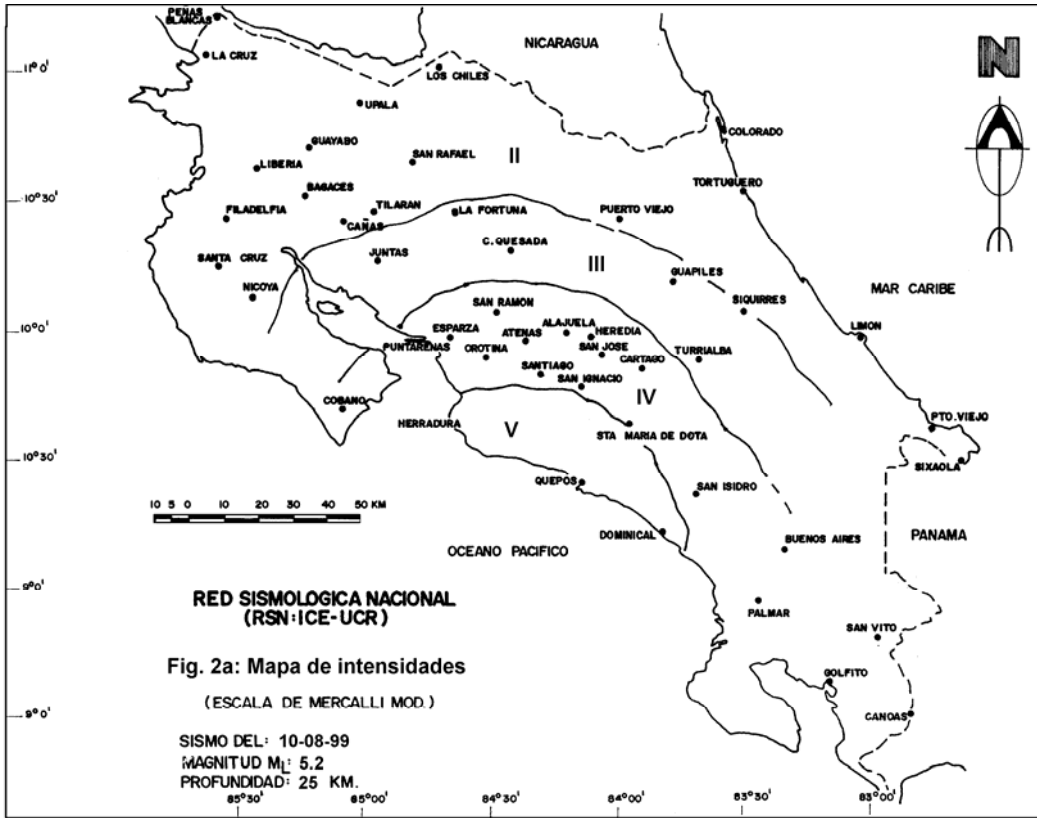 PEÑAS
BLANCAS
NICARAGUA
N
LA CRUZ
11°0'
LOS CHILES
UPALA
COLORADO
GUAYABO
SAN RAFAEL
II
LIBERIA
TORTUGUERO
BAGACES
10°30'
FILADELFIA
TILARAN
LA FORTUNA
PUERTO VIEJO
CAÑAS
C. QUESADA
JUNTAS
SANTA CRUZ
III
GUAPILES
NICOYA
MAR CARIBE
SIQUIRRES
SAN RAMON
10°0'
ESPARZA
ATENAS
ALAJUELA
HEREDIA
LIMON
PUNTARENAS
OROTINA
SAN JOSE
CARTAGO
TURRIALBA
SANTIAGO
SAN IGNACIO
COBANO
IV
HERRADURA
V
STA MARIA DE DOTA
PTO. VIEJO
10°30'
SIXAOLA
QUEPOS
SAN ISIDRO
10 5 0 10 20 30 40 50 KM
DOMINICAL
BUENOS AIRES
PANAMA
OCEANO PACIFICO
9°0'
RED SISMOLOGICA NACIONAL
(RSN:ICE-UCR)
PALMAR
SAN VITO
Fig. 2a: Mapa de intensidades
GOLFITO
(ESCALA DE MERCALLI MOD.)
CANOAS
9°0'
SISMO DEL: 10-08-99
MAGNITUD ML: 5.2
PROFUNDIDAD: 25 KM.
85°30' 85°00' 84°30' 84°00' 83°30' 83°00'